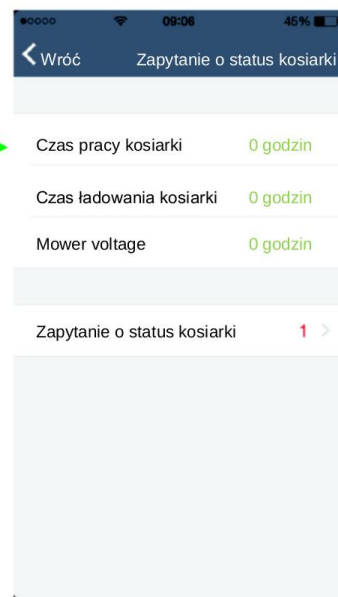 09:06 45%
Wróć Zapytanie o status kosiarki
Czas pracy kosiarki 0 godzin
Czas ładowania kosiarki 0 godzin
Mower voltage 0 godzin
Zapytanie o status kosiarki 1